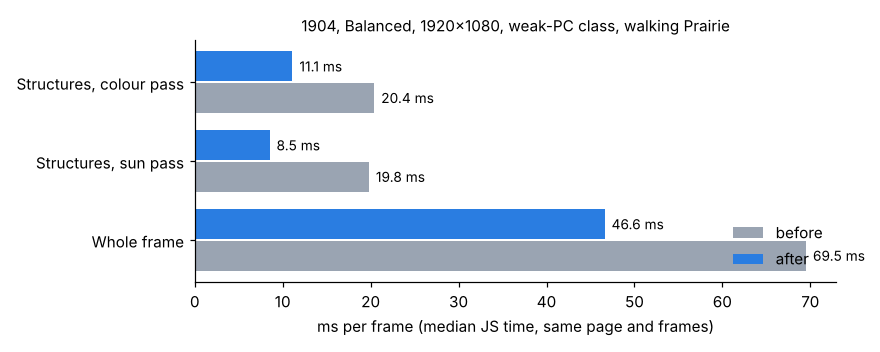 1904, Balanced, 1920×1080, weak-PC class, walking Prairie
Structures, colour pass
11.1 ms
20.4 ms
Structures, sun pass
8.5 ms
19.8 ms
Whole frame
46.6 ms
69.5 ms
before
after
0 10 20 30 40 50 60 70
ms per frame (median JS time, same page and frames)